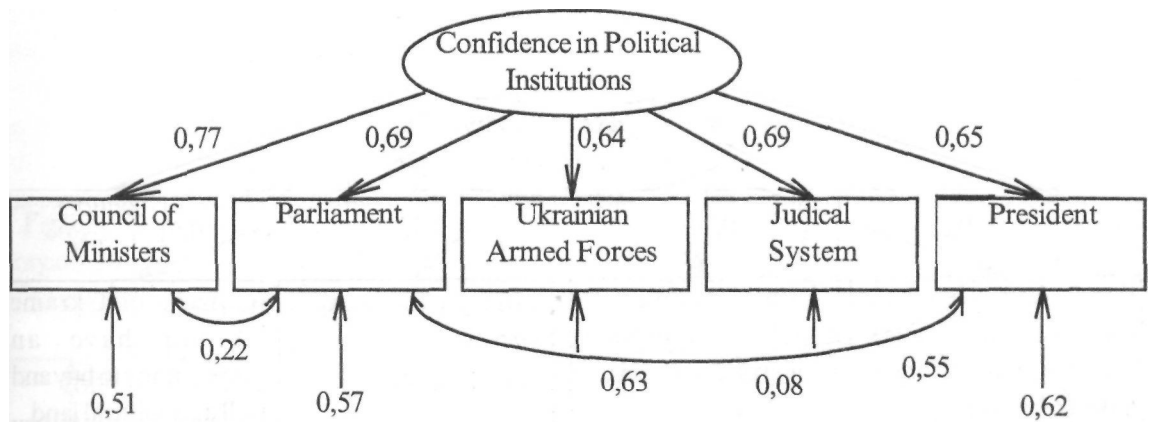 Confidence in Political
Institutions
0,77
0,69
0,64
0,69
0,65
Council of
Ministers
Parliament
Ukrainian
Armed Forces
Judical
System
President
0,22
0,51
0,57
0,63
0,08
0,55
0,62